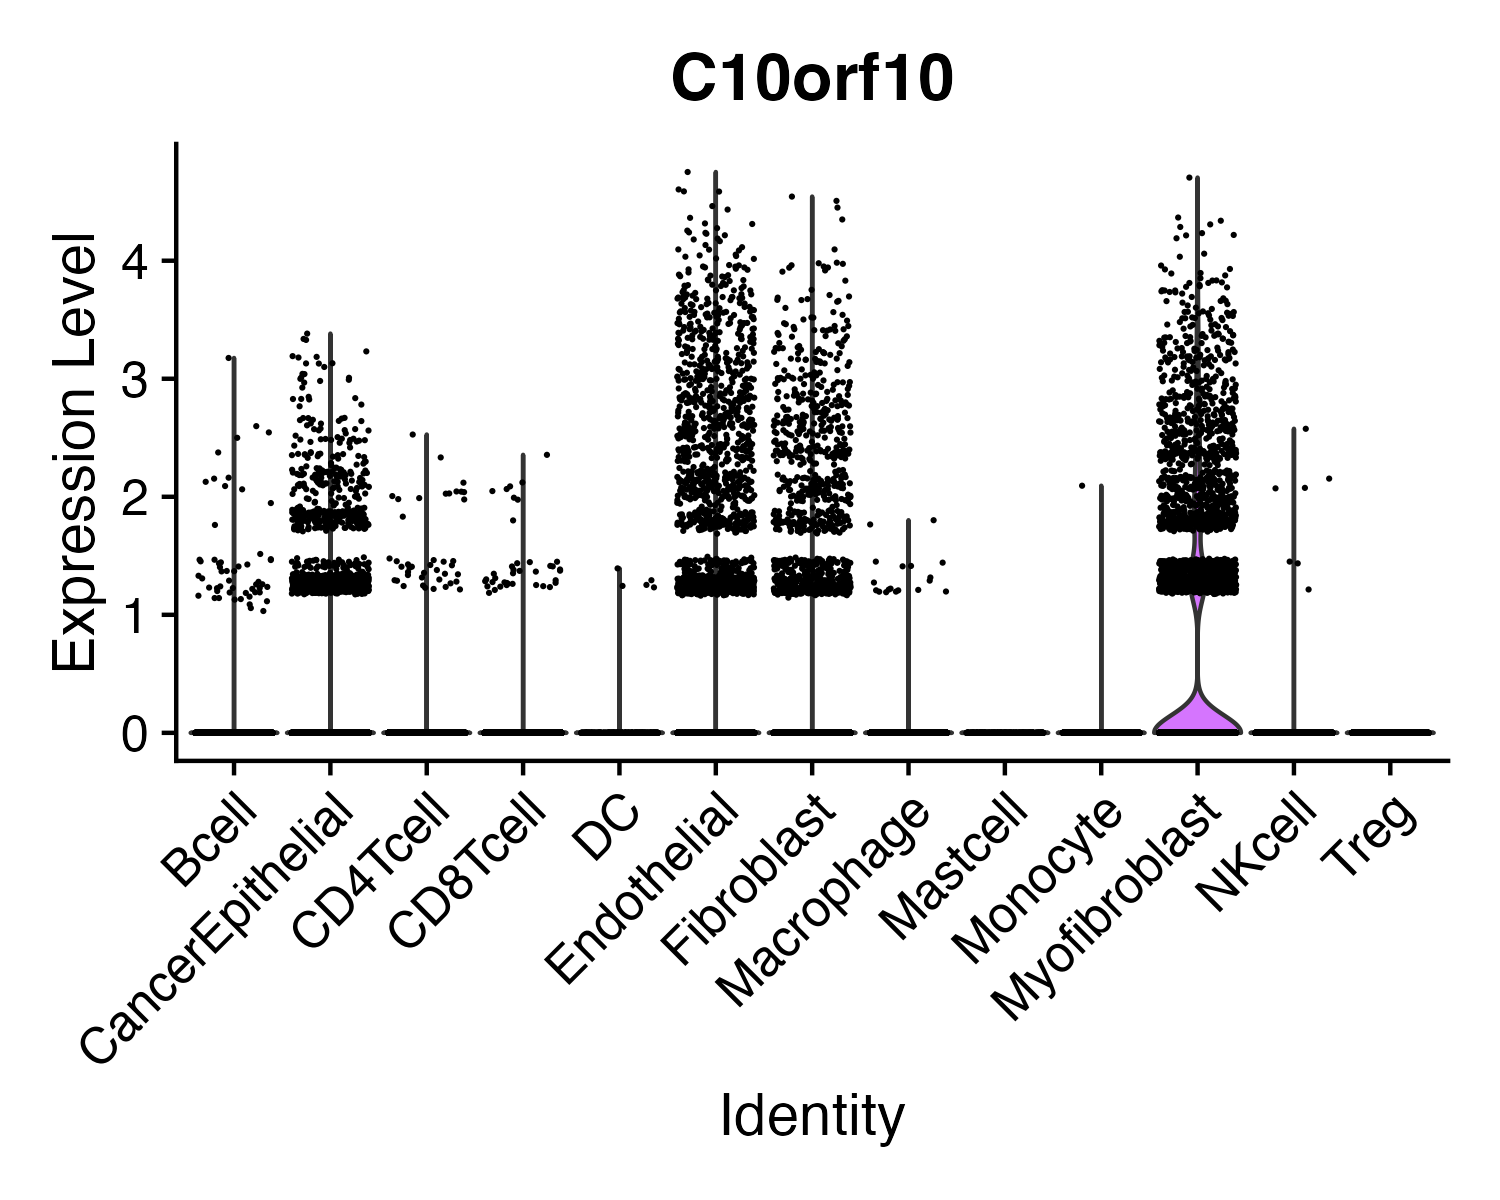 C10orf10
Expression Level
4
3
2
1
0
Bcell
CancerEpithelial
CD4Tcell
CD8Tcell
DC
Endothelial
Fibroblast
Macrophage
Mastcell
Monocyte
Myofibroblast
NKcell
Treg
Identity